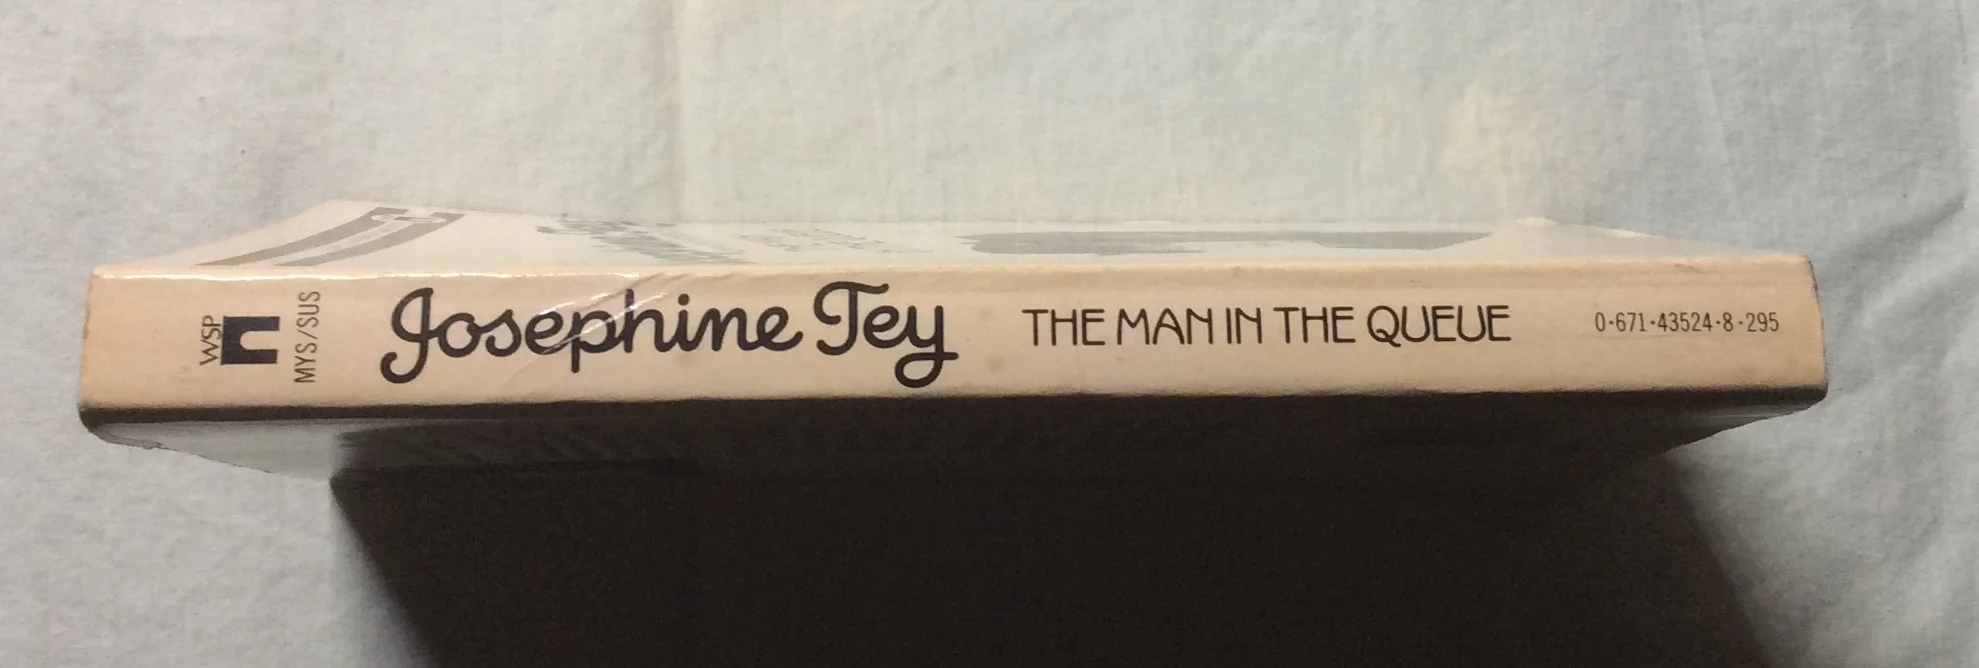 WSP
MYS/SUS
Josephine Tey
THE MAN IN THE QUEUE
0·671·43524·8·295